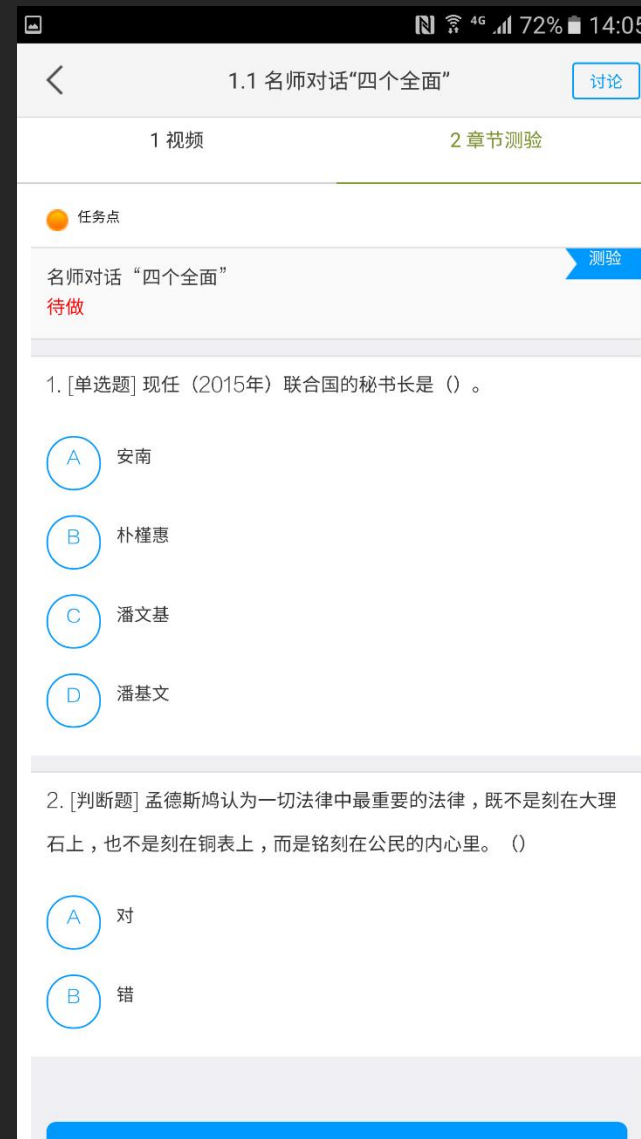 4G 72% 14:05
1.1 名师对话“四个全面” 讨论
1 视频 2 章节测验
任务点
名师对话“四个全面” 测验
待做
1. [单选题] 现任（2015年）联合国的秘书长是（）。
A 安南
B 朴槿惠
C 潘文基
D 潘基文
2. [判断题] 孟德斯鸠认为一切法律中最重要的法律，既不是刻在大理
石上，也不是刻在铜表上，而是铭刻在公民的内心里。（）
A 对
B 错